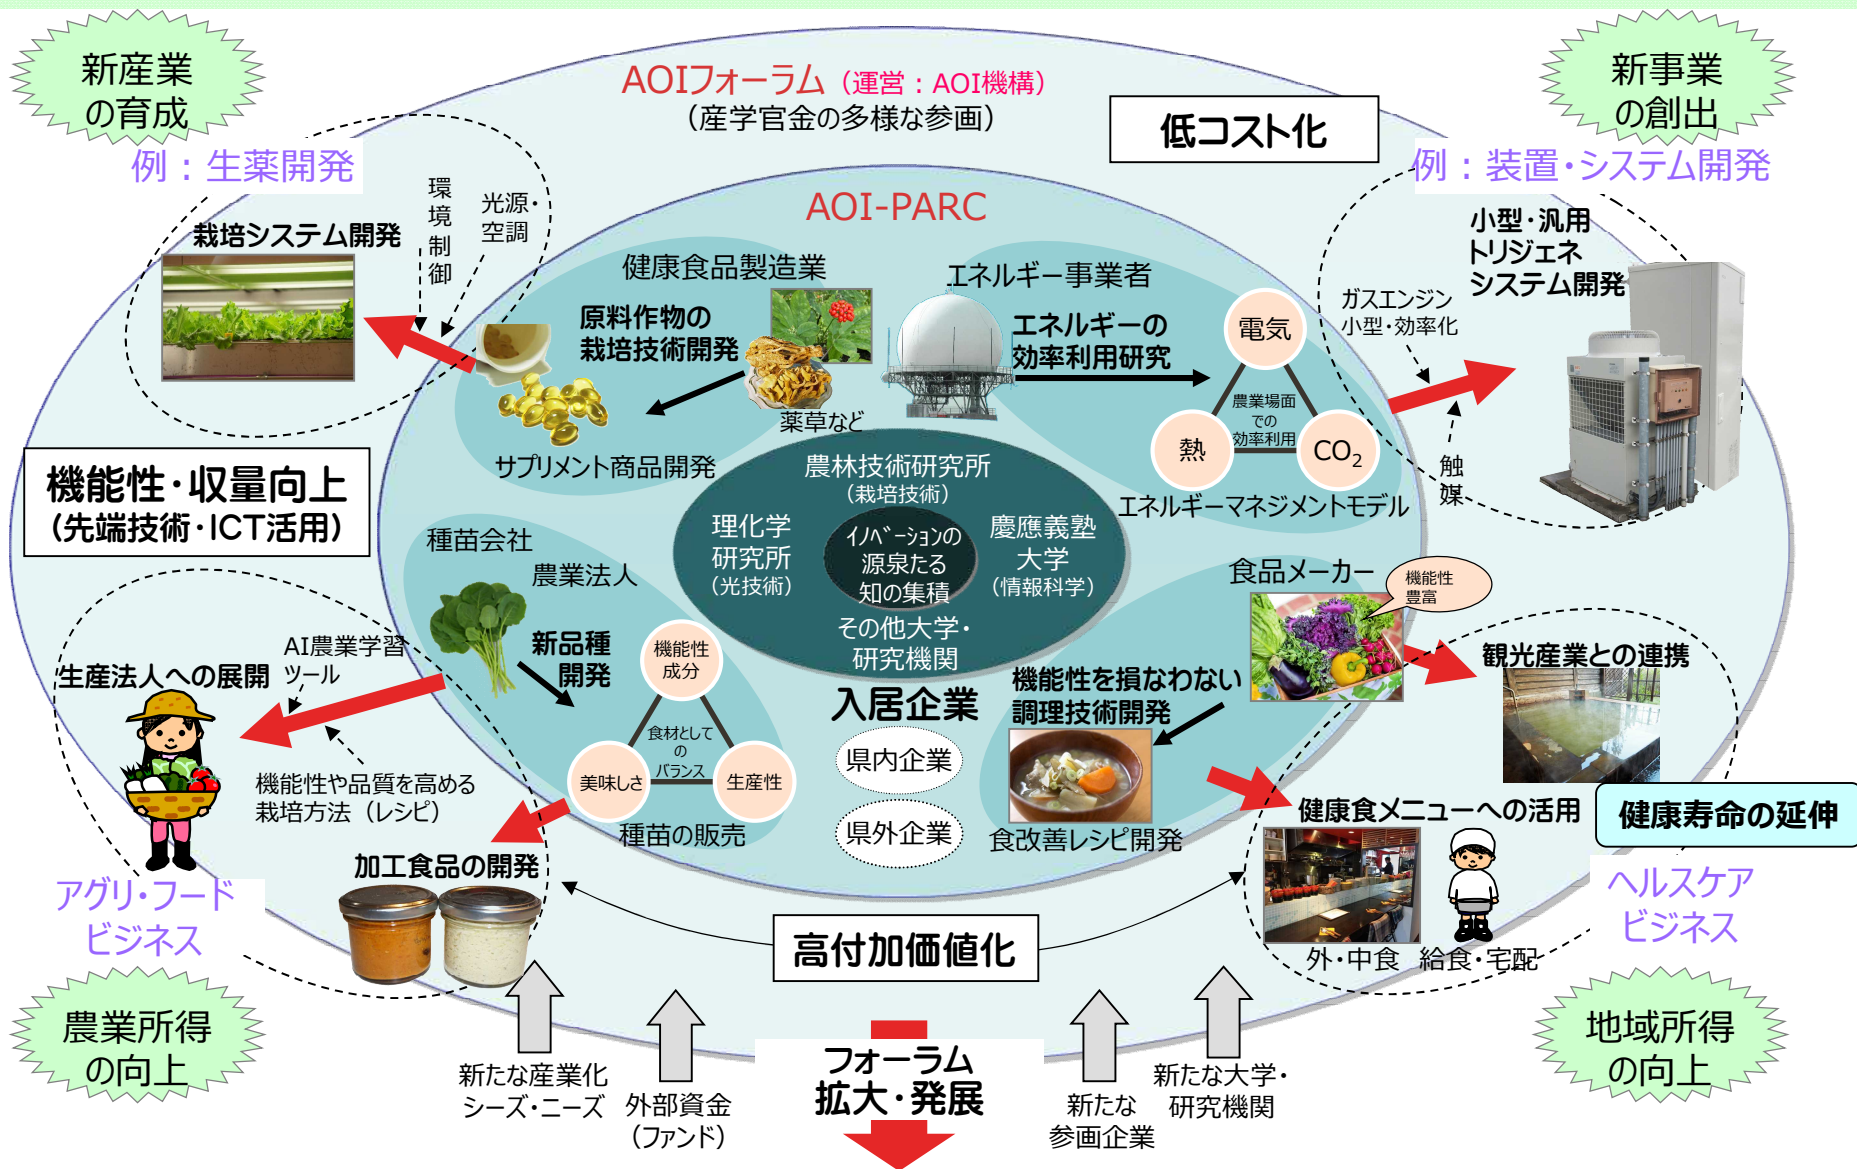 新産業
の育成
例：生薬開発
AOIフォーラム（運営：AOI機構）
（産学官金の多様な参画）
低コスト化
新事業
の創出
例：装置・システム開発
AOI-PARC
栽培システム開発
環境制御
光源・
空調
健康食品製造業
原料作物の
栽培技術開発
薬草など
サプリメント商品開発
エネルギー事業者
エネルギーの
効率利用研究
電気
熱
CO₂
農業場面
での
効率利用
エネルギーマネジメントモデル
小型・汎用
トリジェネ
システム開発
ガスエンジン
小型・効率化
触媒
機能性・収量向上
（先端技術・ICT活用）
農林技術研究所
（栽培技術）
理化学
研究所
（光技術）
イノベーションの
源泉たる
知の集積
慶應義塾
大学
（情報科学）
その他大学・
研究機関
種苗会社
農業法人
新品種
開発
機能性
成分
美味しさ
生産性
食材として
の
バランス
種苗の販売
入居企業
県内企業
県外企業
食品メーカー
機能性
豊富
機能性を損なわない
調理技術開発
食改善レシピ開発
生産法人への展開
AI農業学習
ツール
機能性や品質を高める
栽培方法（レシピ）
加工食品の開発
アグリ・フード
ビジネス
農業所得
の向上
観光産業との連携
健康食メニューへの活用
外・中食　給食・宅配
健康寿命の延伸
ヘルスケア
ビジネス
地域所得
の向上
高付加価値化
新たな産業化
シーズ・ニーズ
外部資金
（ファンド）
フォーラム
拡大・発展
新たな
参画企業
新たな大学・
研究機関